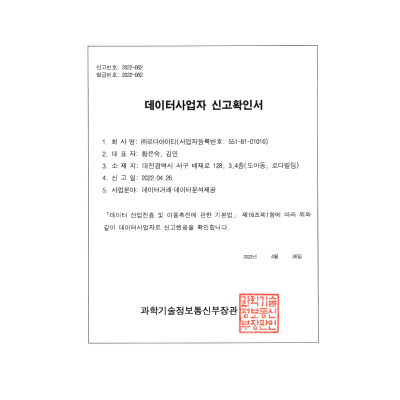 신고번호: 2022-062
발급번호: 2022-062
데이터사업자 신고확인서
1. 회 사 명: ㈜로다아이티(사업자등록번호: 551-81-01016)
2. 대 표 자: 황은숙, 김민
3. 소 재 지: 대전광역시 서구 배재로 128, 3,4층(도마동, 로다빌딩)
4. 신 고 일: 2022.04.26
5. 사업분야: 데이터거래·데이터분석제공
「데이터 산업진흥 및 이용촉진에 관한 기본법」 제16조제1항에 따라 위와
같이 데이터사업자로 신고했음을 확인합니다.
2022년 4월 26일
과학기술정보통신부장관
과학기술
정보통신
부장관인